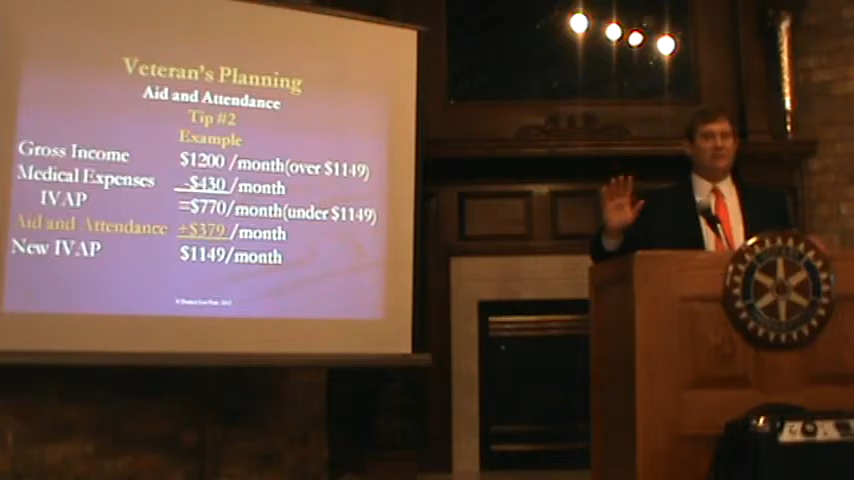 Veteran's Planning
Aid and Attendance
Tip #2
Example
Gross Income $1200 /month(over $1149)
Medical Expenses -$430 /month
IVAP =$770/month(under $1149)
Aid and Attendance +$379 /month
New IVAP $1149/month